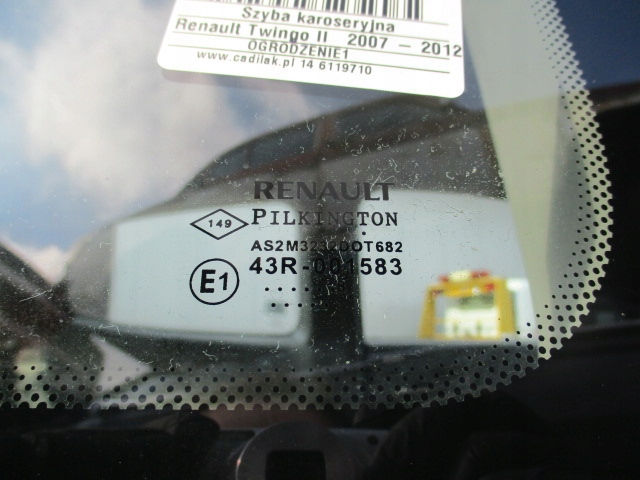 Szyba karoseryjna
Renault Twingo II 2007 - 2012
OGRODZENIE1
www.cadilak.pl 14 6119710
RENAULT
149 PILKINGTON
AS2M3232DOT682
E1 43R-001583